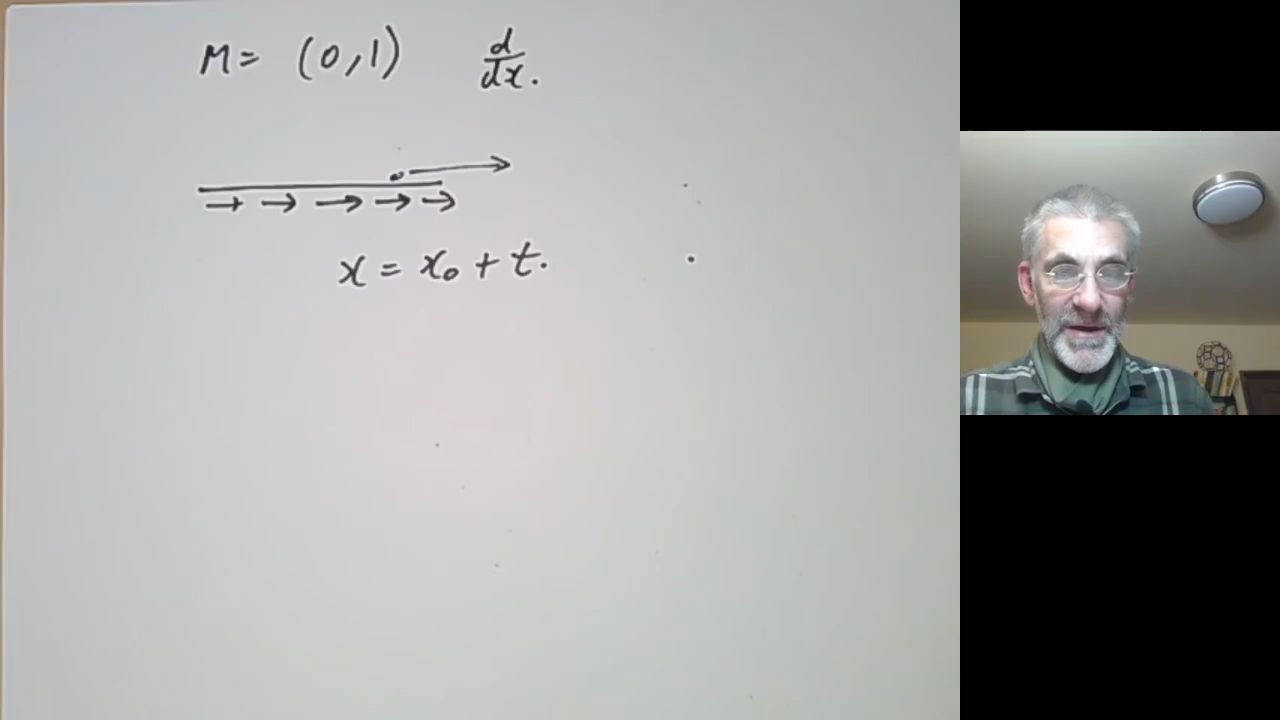 M = (0,1) d/dx.
x = x₀ + t.